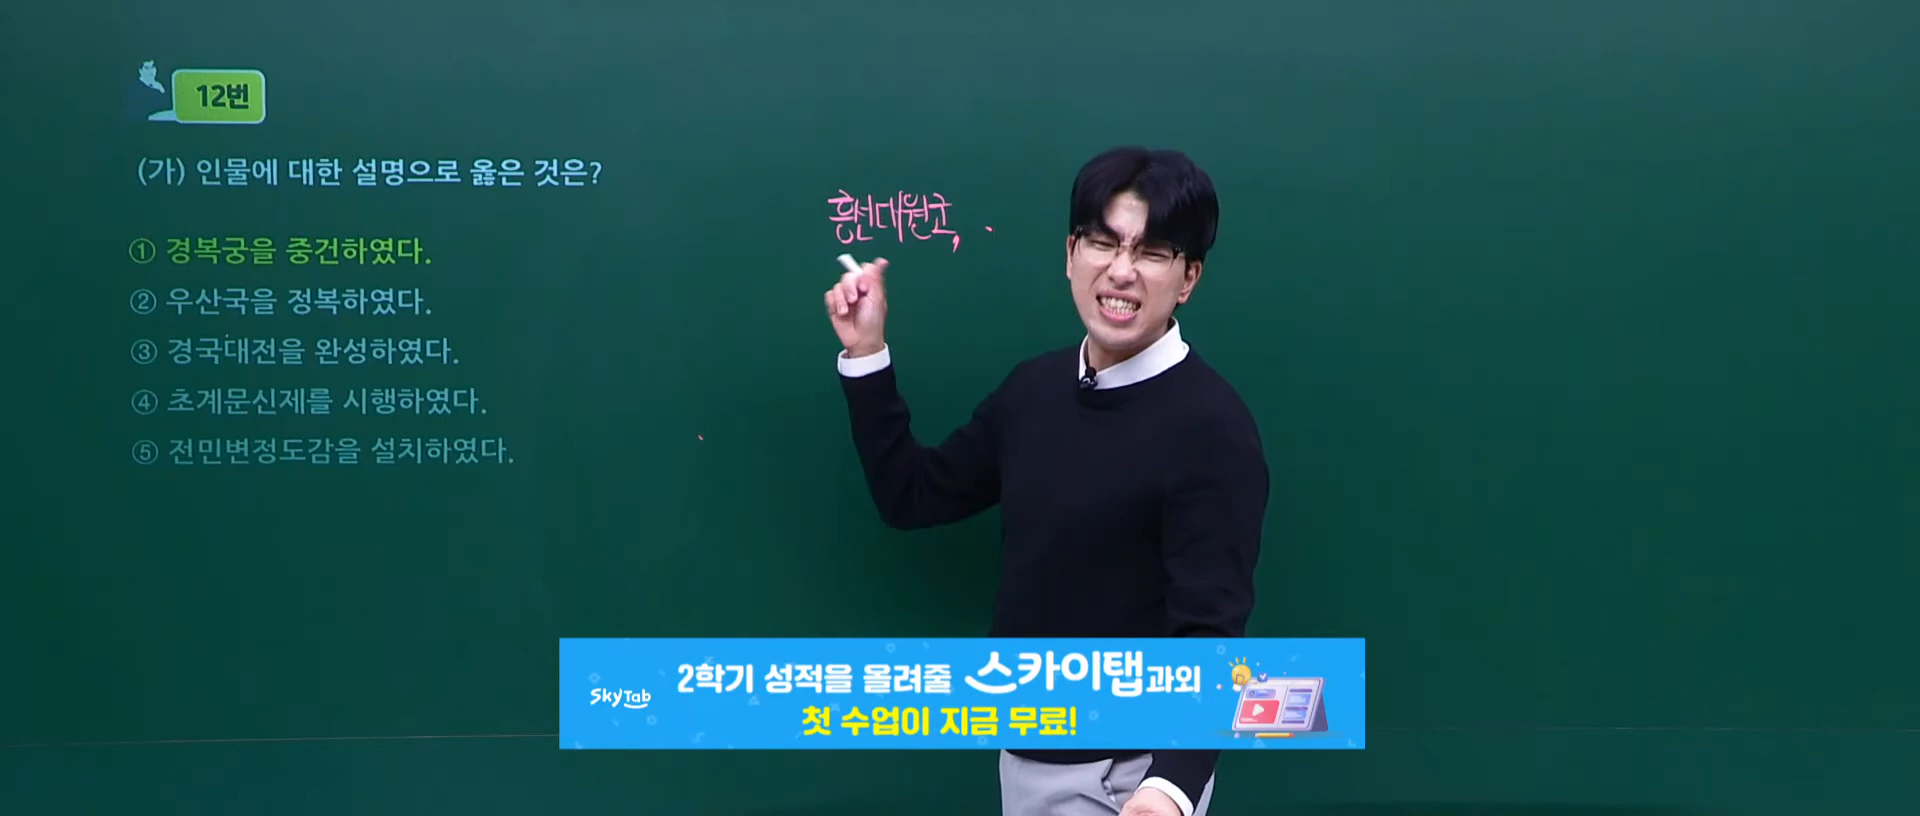 12번
(가) 인물에 대한 설명으로 옳은 것은?
① 경복궁을 중건하였다.
② 우산국을 정복하였다.
③ 경국대전을 완성하였다.
④ 초계문신제를 시행하였다.
⑤ 전민변정도감을 설치하였다.
흥선대원군,
SkyTab
2학기 성적을 올려줄 스카이탭과외
첫 수업이 지금 무료!